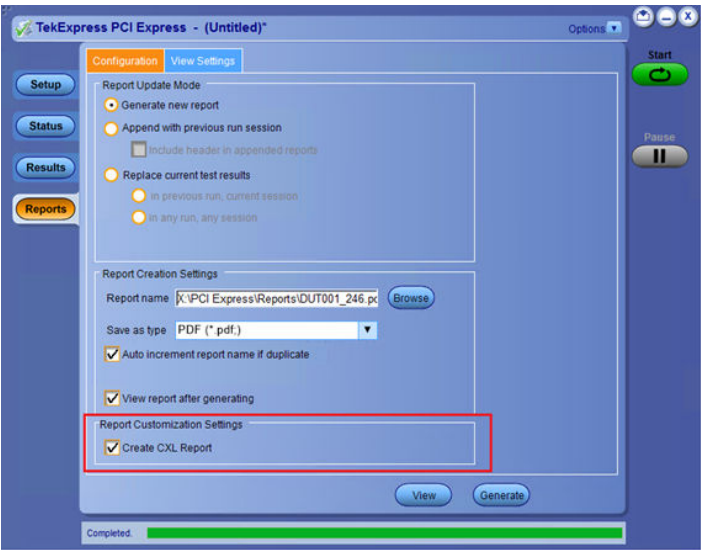 TekExpress PCI Express - (Untitled)*
Options
Start
Configuration View Settings
Setup
Report Update Mode
Generate new report
Status
Append with previous run session
Pause
Include header in appended reports
Results
Replace current test results
in previous run, current session
Reports
in any run, any session
Report Creation Settings
Report name X:\PCI Express\Reports\DUT001_246.pd Browse
Save as type PDF (*.pdf;)
Auto increment report name if duplicate
View report after generating
Report Customization Settings
Create CXL Report
View Generate
Completed.